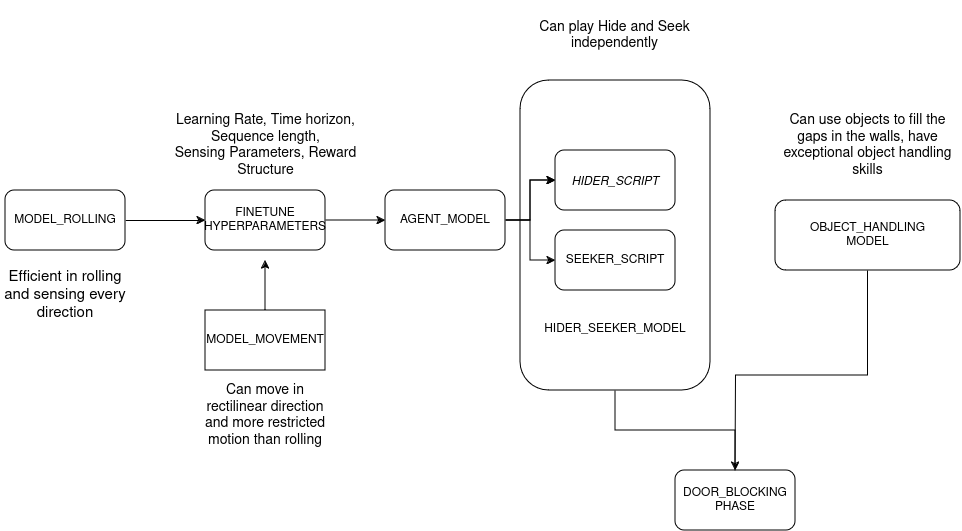 Can play Hide and Seek
independently
Learning Rate, Time horizon,
Sequence length,
Sensing Parameters, Reward
Structure
Can use objects to fill the
gaps in the walls, have
exceptional object handling
skills
MODEL_ROLLING
FINETUNE
HYPERPARAMETERS
AGENT_MODEL
HIDER_SCRIPT
SEEKER_SCRIPT
HIDER_SEEKER_MODEL
OBJECT_HANDLING
MODEL
Efficient in rolling
and sensing every
direction
MODEL_MOVEMENT
Can move in
rectilinear direction
and more restricted
motion than rolling
DOOR_BLOCKING
PHASE